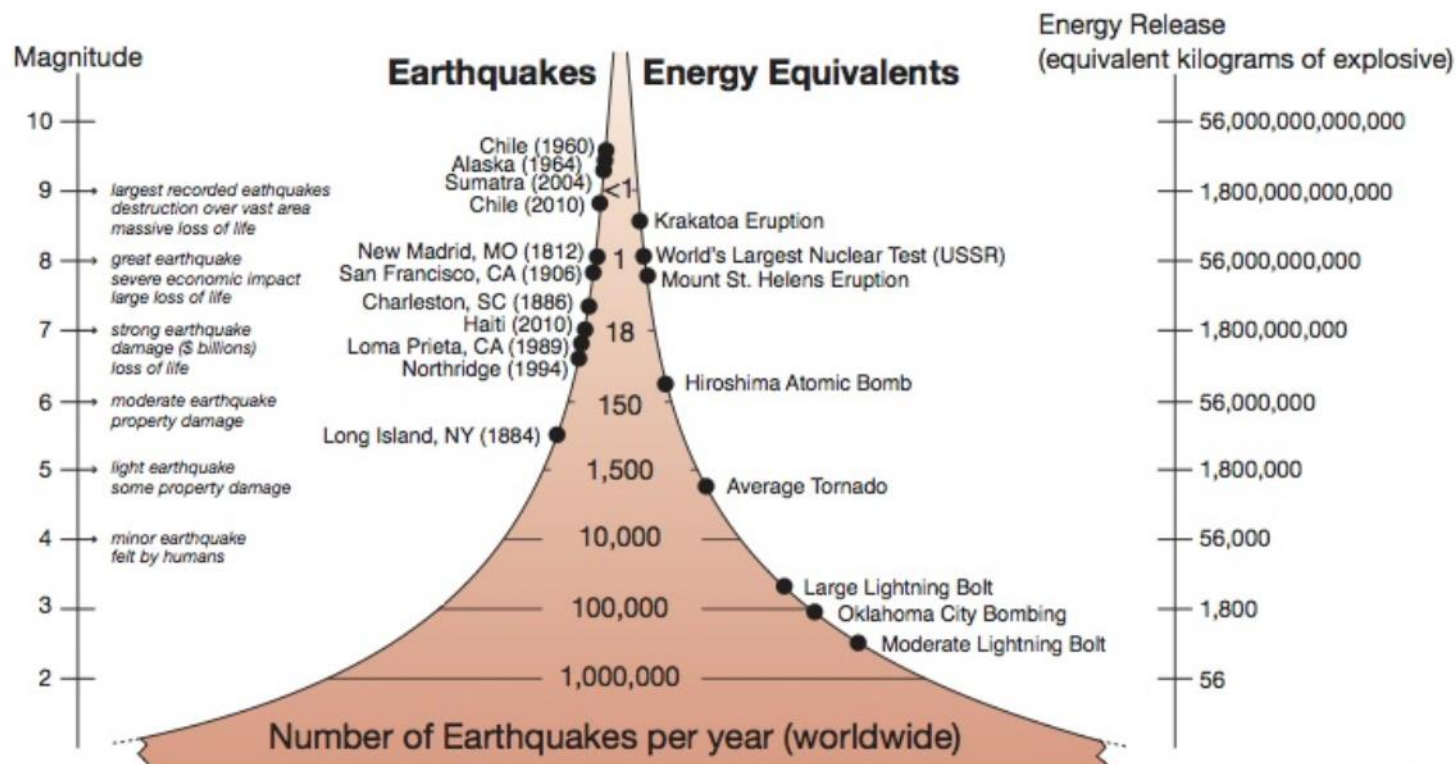 Magnitude
Earthquakes
Energy Equivalents
Energy Release
(equivalent kilograms of explosive)
10
56,000,000,000,000
Chile (1960)
Alaska (1964)
Sumatra (2004)
<1
9
largest recorded eathquakes
destruction over vast area
massive loss of life
1,800,000,000,000
Chile (2010)
Krakatoa Eruption
New Madrid, MO (1812)
World's Largest Nuclear Test (USSR)
8
great earthquake
severe economic impact
large loss of life
1
56,000,000,000
San Francisco, CA (1906)
Mount St. Helens Eruption
Charleston, SC (1886)
Haiti (2010)
7
strong earthquake
damage ($ billions)
loss of life
18
1,800,000,000
Loma Prieta, CA (1989)
Northridge (1994)
Hiroshima Atomic Bomb
6
moderate earthquake
property damage
150
56,000,000
Long Island, NY (1884)
5
light earthquake
some property damage
1,500
1,800,000
Average Tornado
4
minor earthquake
felt by humans
10,000
56,000
Large Lightning Bolt
3
100,000
Oklahoma City Bombing
1,800
Moderate Lightning Bolt
2
1,000,000
56
Number of Earthquakes per year (worldwide)